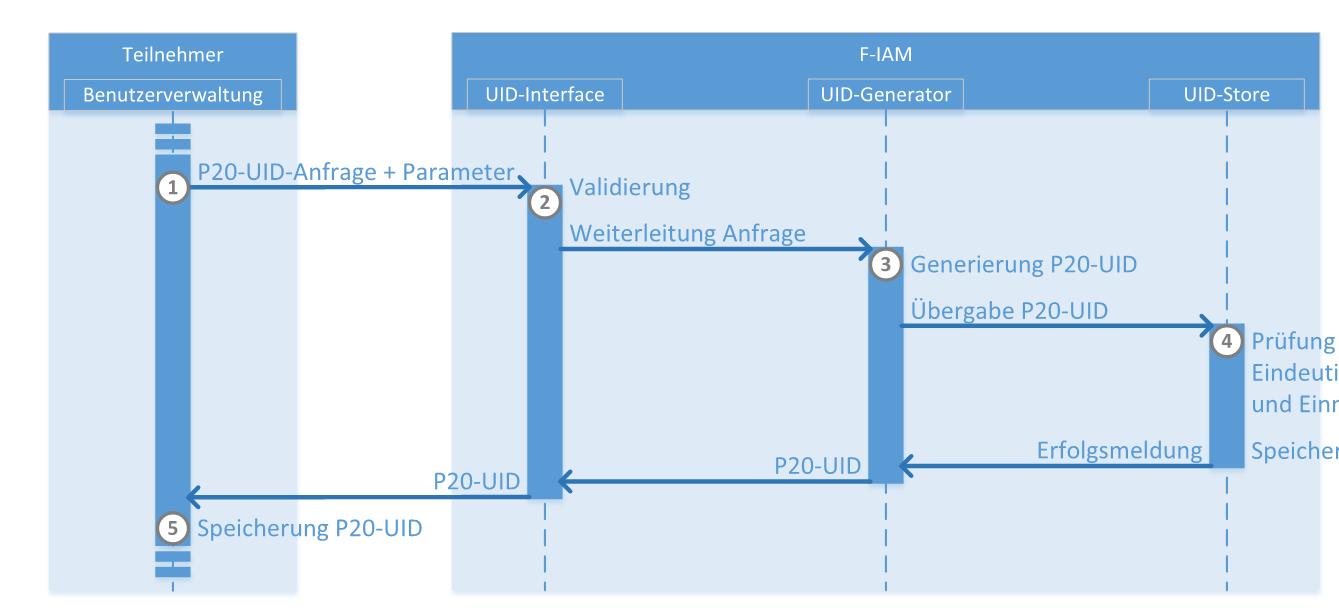 Teilnehmer
F-IAM
Benutzerverwaltung
UID-Interface
UID-Generator
UID-Store
P20-UID-Anfrage + Parameter
1
2
Validierung
Weiterleitung Anfrage
3
Generierung P20-UID
Übergabe P20-UID
4
Prüfung
und
Erfolgsmeldung
P20-UID
P20-UID
5
Speicherung P20-UID